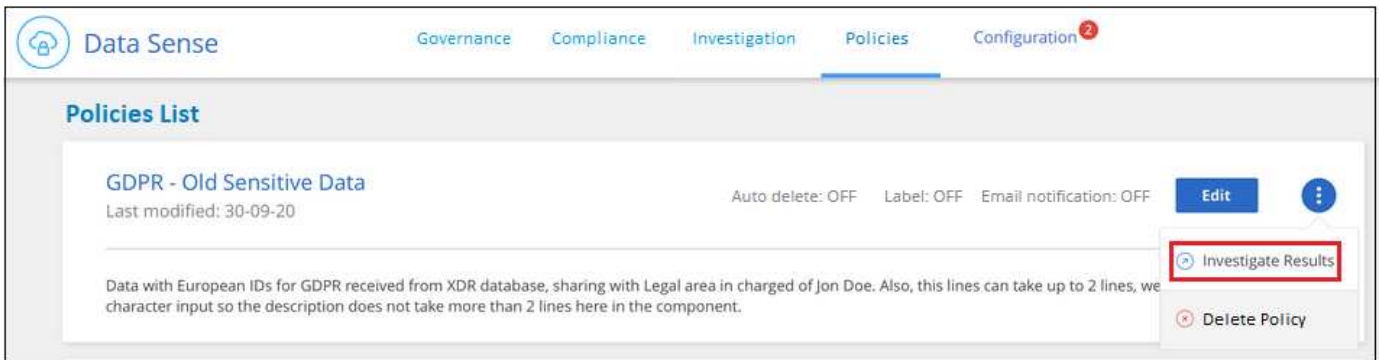 Data Sense
Governance Compliance Investigation Policies Configuration 2
Policies List
GDPR - Old Sensitive Data
Last modified: 30-09-20
Auto delete: OFF Label: OFF Email notification: OFF Edit
Investigate Results
Data with European IDs for GDPR received from XDR database, sharing with Legal area in charged of Jon Doe. Also, this lines can take up to 2 lines, we
character input so the description does not take more than 2 lines here in the component.
Delete Policy